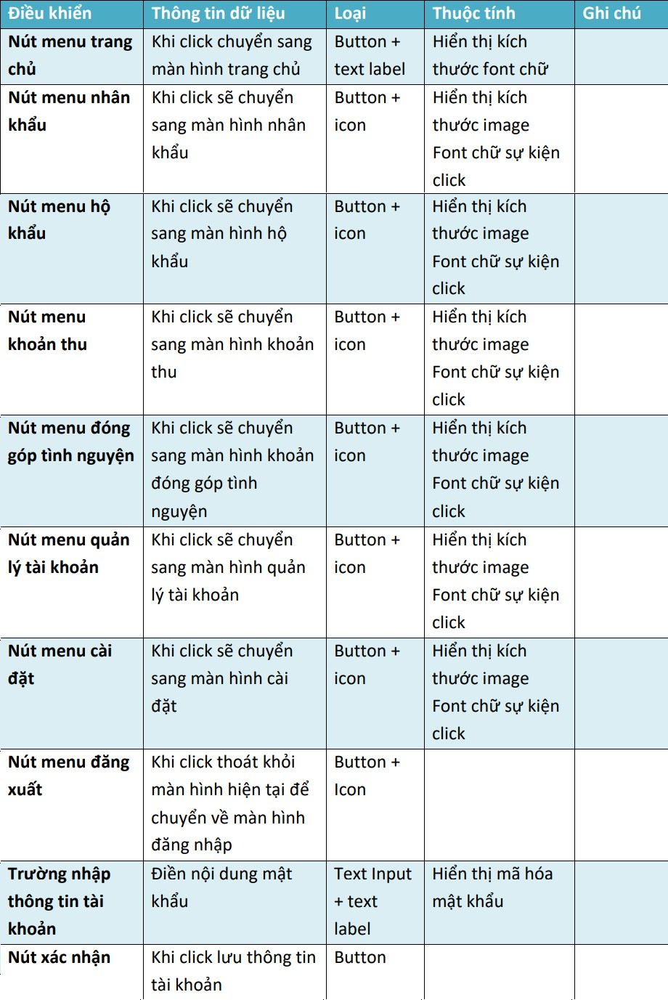 Điều khiển Thông tin dữ liệu Loại Thuộc tính Ghi chú
Nút menu trang chủ
Khi click chuyển sang màn hình trang chủ
Button + text label
Hiển thị kích thước font chữ
Nút menu nhân khẩu
Khi click sẽ chuyển sang màn hình nhân khẩu
Button + icon
Hiển thị kích thước image
Font chữ sự kiện click
Nút menu hộ khẩu
Khi click sẽ chuyển sang màn hình hộ khẩu
Button + icon
Hiển thị kích thước image
Font chữ sự kiện click
Nút menu khoản thu
Khi click sẽ chuyển sang màn hình khoản thu
Button + icon
Hiển thị kích thước image
Font chữ sự kiện click
Nút menu đóng góp tình nguyện
Khi click sẽ chuyển sang màn hình khoản đóng góp tình nguyện
Button + icon
Hiển thị kích thước image
Font chữ sự kiện click
Nút menu quản lý tài khoản
Khi click sẽ chuyển sang màn hình quản lý tài khoản
Button + icon
Hiển thị kích thước image
Font chữ sự kiện click
Nút menu cài đặt
Khi click sẽ chuyển sang màn hình cài đặt
Button + icon
Hiển thị kích thước image
Font chữ sự kiện click
Nút menu đăng xuất
Khi click thoát khỏi màn hình hiện tại để chuyển về màn hình đăng nhập
Button + Icon
Trường nhập thông tin tài khoản
Điền nội dung mật khẩu
Text Input + text label
Hiển thị mã hóa mật khẩu
Nút xác nhận
Khi click lưu thông tin tài khoản
Button